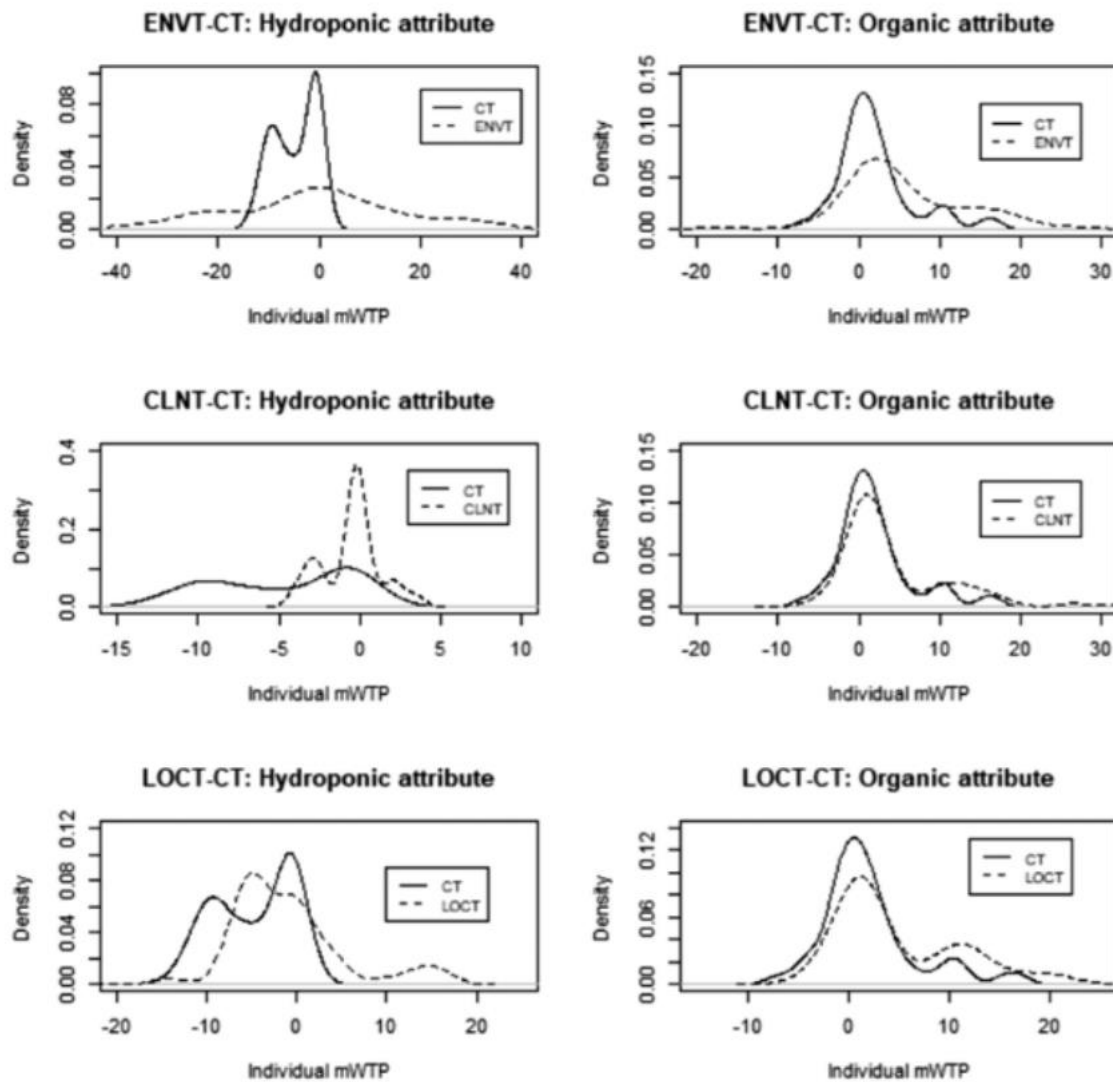 ENVT-CT: Hydroponic attribute
Density
0.00 0.04 0.08
CT
ENVT
-40 -20 0 20 40
Individual mWTP
ENVT-CT: Organic attribute
Density
0.00 0.05 0.10 0.15
CT
ENVT
-20 -10 0 10 20 30
Individual mWTP
CLNT-CT: Hydroponic attribute
Density
0.0 0.2 0.4
CT
CLNT
-15 -10 -5 0 5 10
Individual mWTP
CLNT-CT: Organic attribute
Density
0.00 0.05 0.10 0.15
CT
CLNT
-20 -10 0 10 20 30
Individual mWTP
LOCT-CT: Hydroponic attribute
Density
0.00 0.04 0.08 0.12
CT
LOCT
-20 -10 0 10 20
Individual mWTP
LOCT-CT: Organic attribute
Density
0.00 0.06 0.12
CT
LOCT
-10 0 10 20
Individual mWTP